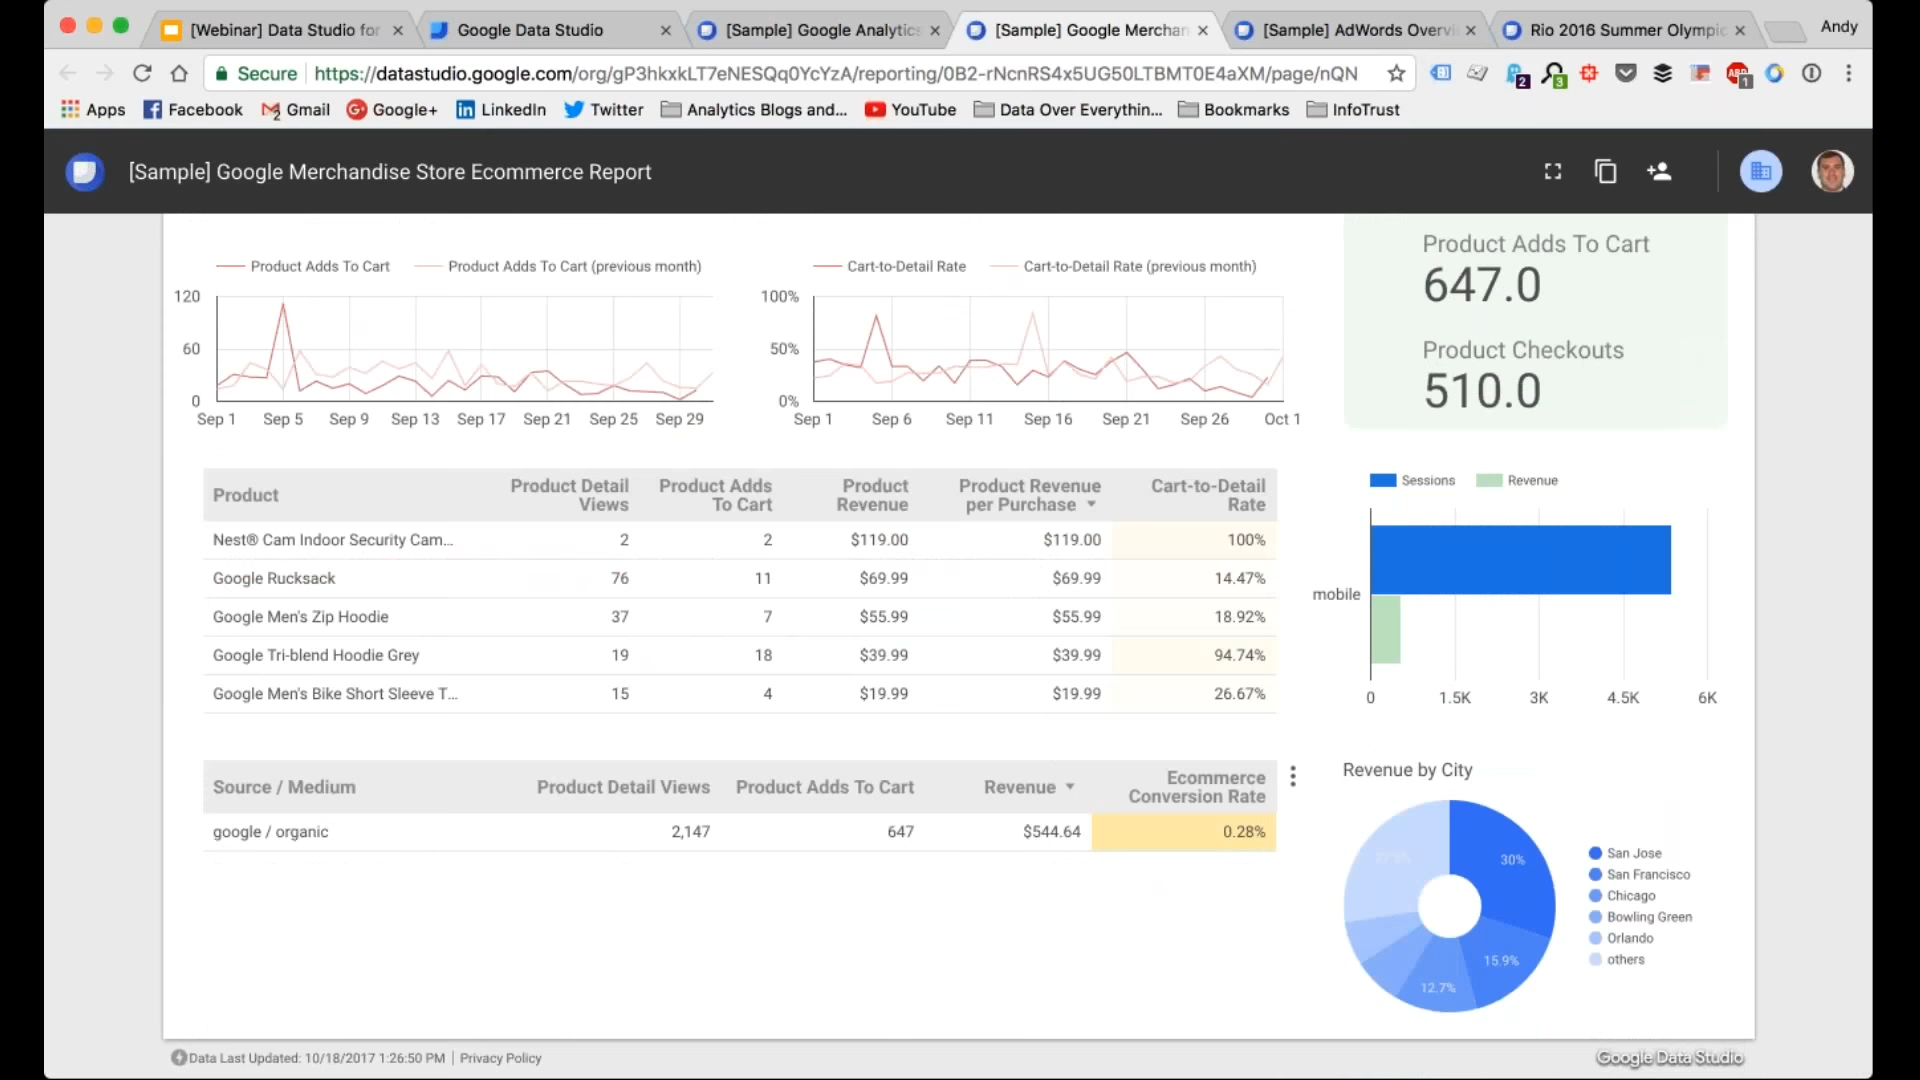 [Webinar] Data Studio for
Google Data Studio
[Sample] Google Analytics
[Sample] Google Merchan
[Sample] AdWords Overvi
Rio 2016 Summer Olympic
Andy
Secure
https://datastudio.google.com/org/gP3hkxkLT7eNESQq0YcYzA/reporting/0B2-rNcnRS4x5UG50LTBMT0E4aXM/page/nQN
2
3
ABP
1
Apps
Facebook
Gmail
Google+
LinkedIn
Twitter
Analytics Blogs and...
YouTube
Data Over Everythin...
Bookmarks
InfoTrust
[Sample] Google Merchandise Store Ecommerce Report
Product Adds To Cart Product Adds To Cart (previous month)
120
60
0
Sep 1 Sep 5 Sep 9 Sep 13 Sep 17 Sep 21 Sep 25 Sep 29
Cart-to-Detail Rate Cart-to-Detail Rate (previous month)
100%
50%
0%
Sep 1 Sep 6 Sep 11 Sep 16 Sep 21 Sep 26 Oct 1
Product Adds To Cart
647.0
Product Checkouts
510.0
Product Product Detail Views Product Adds To Cart Product Revenue Product Revenue per Purchase Cart-to-Detail Rate
Nest® Cam Indoor Security Cam... 2 2 $119.00 $119.00 100%
Google Rucksack 76 11 $69.99 $69.99 14.47%
Google Men's Zip Hoodie 37 7 $55.99 $55.99 18.92%
Google Tri-blend Hoodie Grey 19 18 $39.99 $39.99 94.74%
Google Men's Bike Short Sleeve T... 15 4 $19.99 $19.99 26.67%
Sessions Revenue
mobile
0 1.5K 3K 4.5K 6K
Source / Medium Product Detail Views Product Adds To Cart Revenue Ecommerce Conversion Rate
google / organic 2,147 647 $544.64 0.28%
Revenue by City
30%
15.9%
12.7%
San Jose
San Francisco
Chicago
Bowling Green
Orlando
others
Data Last Updated: 10/18/2017 1:26:50 PM | Privacy Policy
Google Data Studio